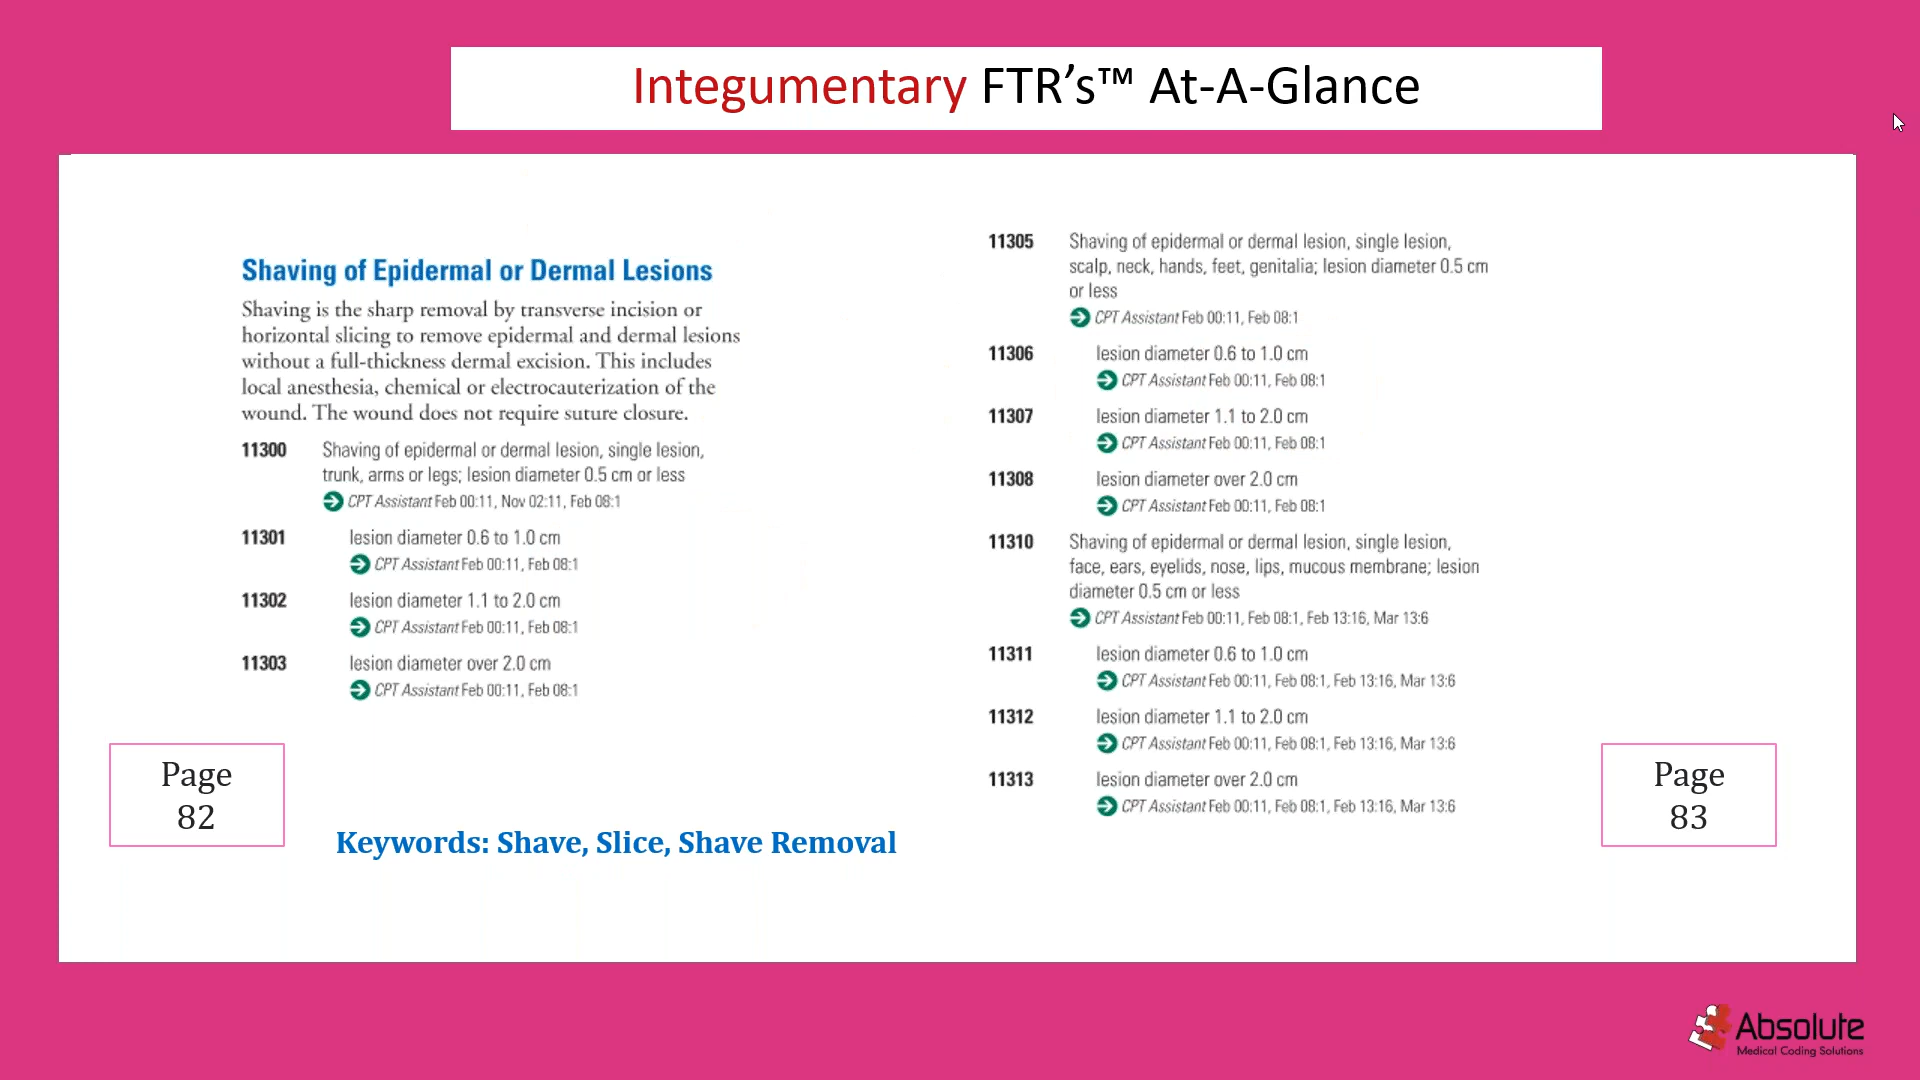 Integumentary FTR's™ At-A-Glance
Shaving of Epidermal or Dermal Lesions
Shaving is the sharp removal by transverse incision or
horizontal slicing to remove epidermal and dermal lesions
without a full-thickness dermal excision. This includes
local anesthesia, chemical or electrocauterization of the
wound. The wound does not require suture closure.
11300 Shaving of epidermal or dermal lesion, single lesion,
trunk, arms or legs; lesion diameter 0.5 cm or less
CPT Assistant Feb 00:11, Nov 02:11, Feb 08:1
11301 lesion diameter 0.6 to 1.0 cm
CPT Assistant Feb 00:11, Feb 08:1
11302 lesion diameter 1.1 to 2.0 cm
CPT Assistant Feb 00:11, Feb 08:1
11303 lesion diameter over 2.0 cm
CPT Assistant Feb 00:11, Feb 08:1
Page
82
Keywords: Shave, Slice, Shave Removal
11305 Shaving of epidermal or dermal lesion, single lesion,
scalp, neck, hands, feet, genitalia; lesion diameter 0.5 cm
or less
CPT Assistant Feb 00:11, Feb 08:1
11306 lesion diameter 0.6 to 1.0 cm
CPT Assistant Feb 00:11, Feb 08:1
11307 lesion diameter 1.1 to 2.0 cm
CPT Assistant Feb 00:11, Feb 08:1
11308 lesion diameter over 2.0 cm
CPT Assistant Feb 00:11, Feb 08:1
11310 Shaving of epidermal or dermal lesion, single lesion,
face, ears, eyelids, nose, lips, mucous membrane; lesion
diameter 0.5 cm or less
CPT Assistant Feb 00:11, Feb 08:1, Feb 13:16, Mar 13:6
11311 lesion diameter 0.6 to 1.0 cm
CPT Assistant Feb 00:11, Feb 08:1, Feb 13:16, Mar 13:6
11312 lesion diameter 1.1 to 2.0 cm
CPT Assistant Feb 00:11, Feb 08:1, Feb 13:16, Mar 13:6
11313 lesion diameter over 2.0 cm
CPT Assistant Feb 00:11, Feb 08:1, Feb 13:16, Mar 13:6
Page
83
Absolute
Medical Coding Solutions